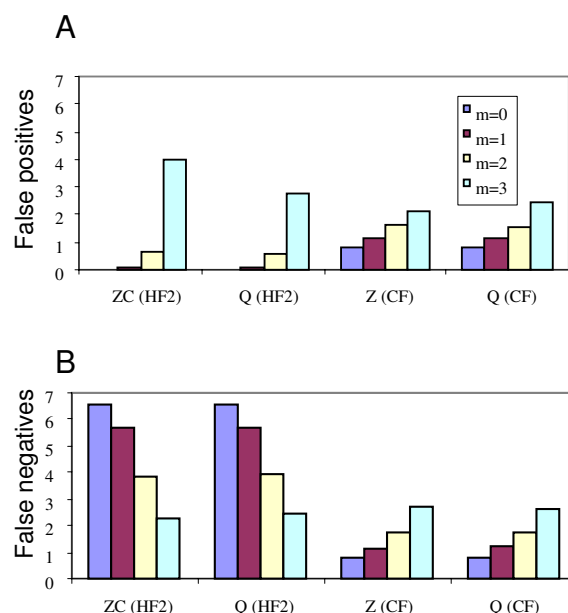 A
False positives
7
6
5
4
3
2
1
0
m=0
m=1
m=2
m=3
ZC (HF2) Q (HF2) Z (CF) Q (CF)
B
False negatives
7
6
5
4
3
2
1
0
ZC (HF2) Q (HF2) Z (CF) Q (CF)